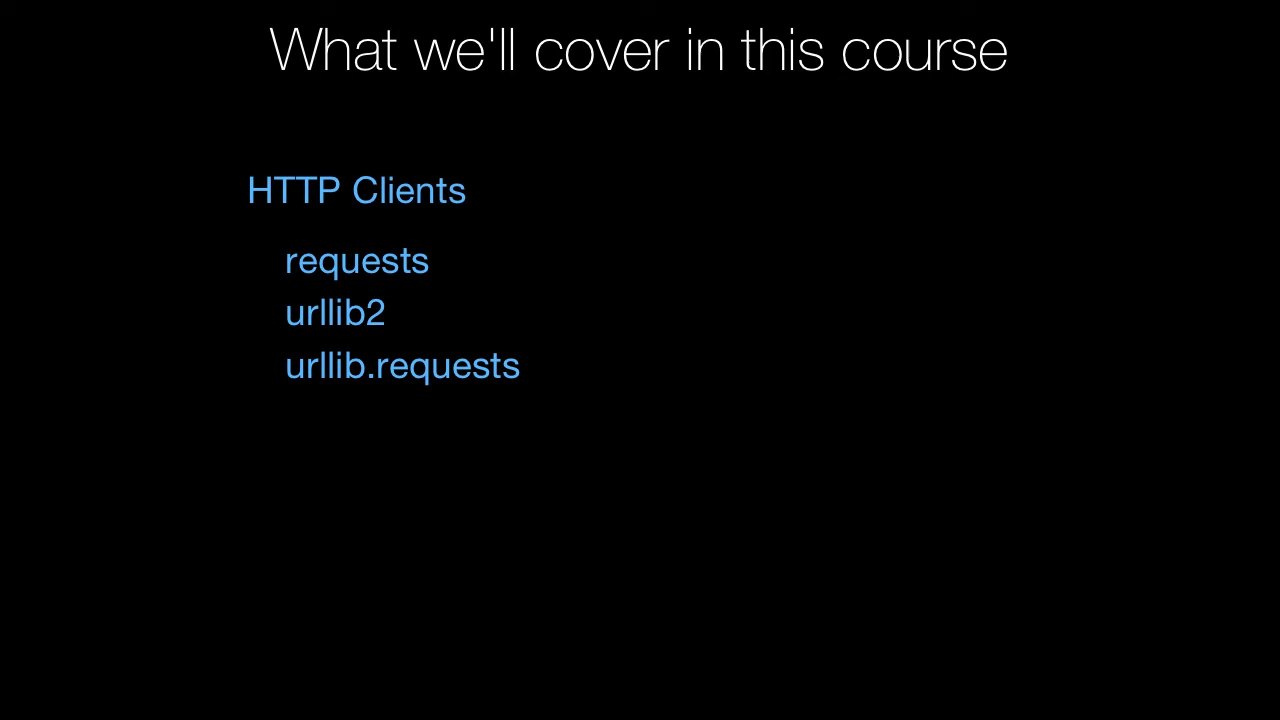 What we'll cover in this course
HTTP Clients
requests
urllib2
urllib.requests